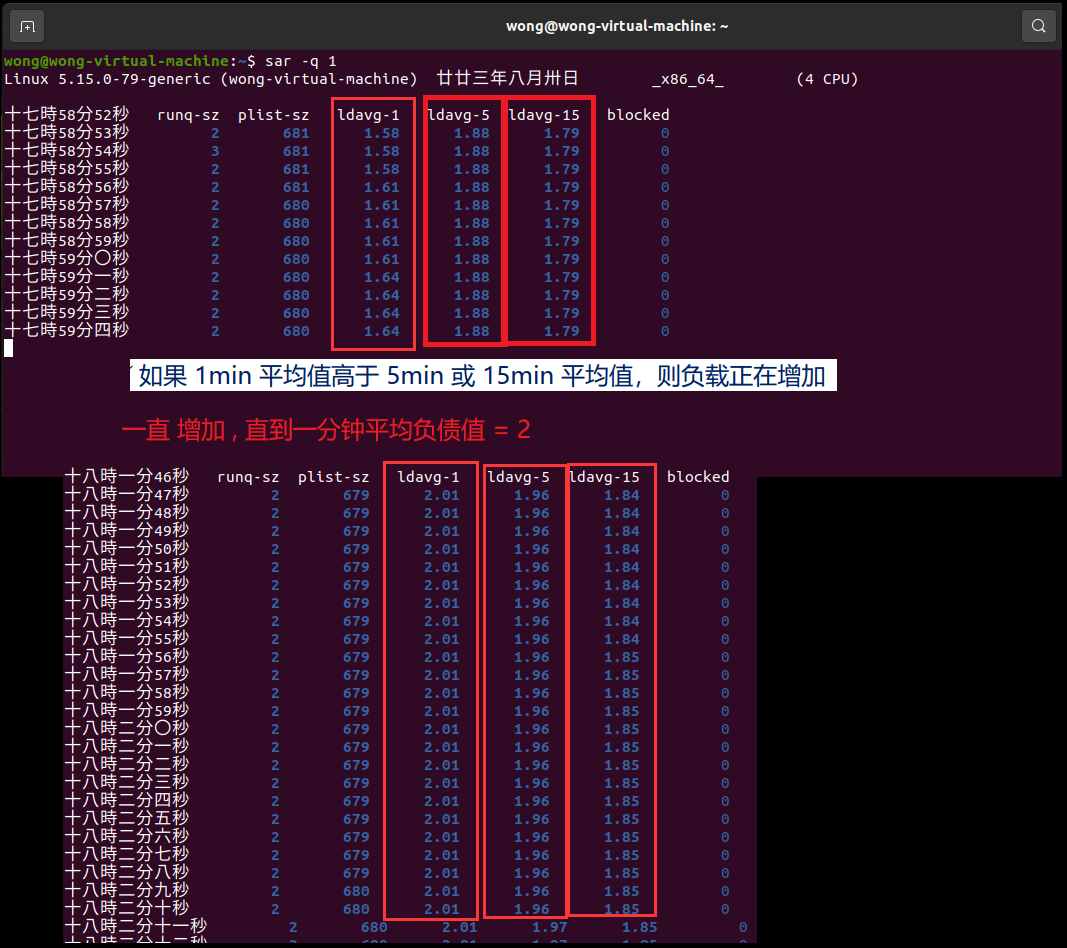 wong@wong-virtual-machine: ~
wong@wong-virtual-machine:~$ sar -q 1
Linux 5.15.0-79-generic (wong-virtual-machine) 廿廿三年八月卅日 _x86_64_ (4 CPU)
十七時58分52秒 runq-sz plist-sz ldavg-1 ldavg-5 ldavg-15 blocked
十七時58分53秒 2 681 1.58 1.88 1.79 0
十七時58分54秒 3 681 1.58 1.88 1.79 0
十七時58分55秒 2 681 1.58 1.88 1.79 0
十七時58分56秒 2 681 1.61 1.88 1.79 0
十七時58分57秒 2 680 1.61 1.88 1.79 0
十七時58分58秒 2 680 1.61 1.88 1.79 0
十七時58分59秒 2 680 1.61 1.88 1.79 0
十七時59分〇秒 2 680 1.61 1.88 1.79 0
十七時59分一秒 2 680 1.64 1.88 1.79 0
十七時59分二秒 2 680 1.64 1.88 1.79 0
十七時59分三秒 2 680 1.64 1.88 1.79 0
十七時59分四秒 2 680 1.64 1.88 1.79 0
如果 1min 平均值高于 5min 或 15min 平均值，则负载正在增加
一直 增加 , 直到一分钟平均负债值 = 2
十八時一分46秒 runq-sz plist-sz ldavg-1 ldavg-5 ldavg-15 blocked
十八時一分47秒 2 679 2.01 1.96 1.84 0
十八時一分48秒 2 679 2.01 1.96 1.84 0
十八時一分49秒 2 679 2.01 1.96 1.84 0
十八時一分50秒 2 679 2.01 1.96 1.84 0
十八時一分51秒 2 679 2.01 1.96 1.84 0
十八時一分52秒 2 679 2.01 1.96 1.84 0
十八時一分53秒 2 679 2.01 1.96 1.84 0
十八時一分54秒 2 679 2.01 1.96 1.84 0
十八時一分55秒 2 679 2.01 1.96 1.84 0
十八時一分56秒 2 679 2.01 1.96 1.85 0
十八時一分57秒 2 679 2.01 1.96 1.85 0
十八時一分58秒 2 679 2.01 1.96 1.85 0
十八時一分59秒 2 679 2.01 1.96 1.85 0
十八時二分〇秒 2 679 2.01 1.96 1.85 0
十八時二分一秒 2 679 2.01 1.96 1.85 0
十八時二分二秒 2 679 2.01 1.96 1.85 0
十八時二分三秒 2 679 2.01 1.96 1.85 0
十八時二分四秒 2 679 2.01 1.96 1.85 0
十八時二分五秒 2 679 2.01 1.96 1.85 0
十八時二分六秒 2 679 2.01 1.96 1.85 0
十八時二分七秒 2 679 2.01 1.96 1.85 0
十八時二分八秒 2 679 2.01 1.96 1.85 0
十八時二分九秒 2 680 2.01 1.96 1.85 0
十八時二分十秒 2 680 2.01 1.96 1.85 0
十八時二分十一秒 2 680 2.01 1.97 1.85 0